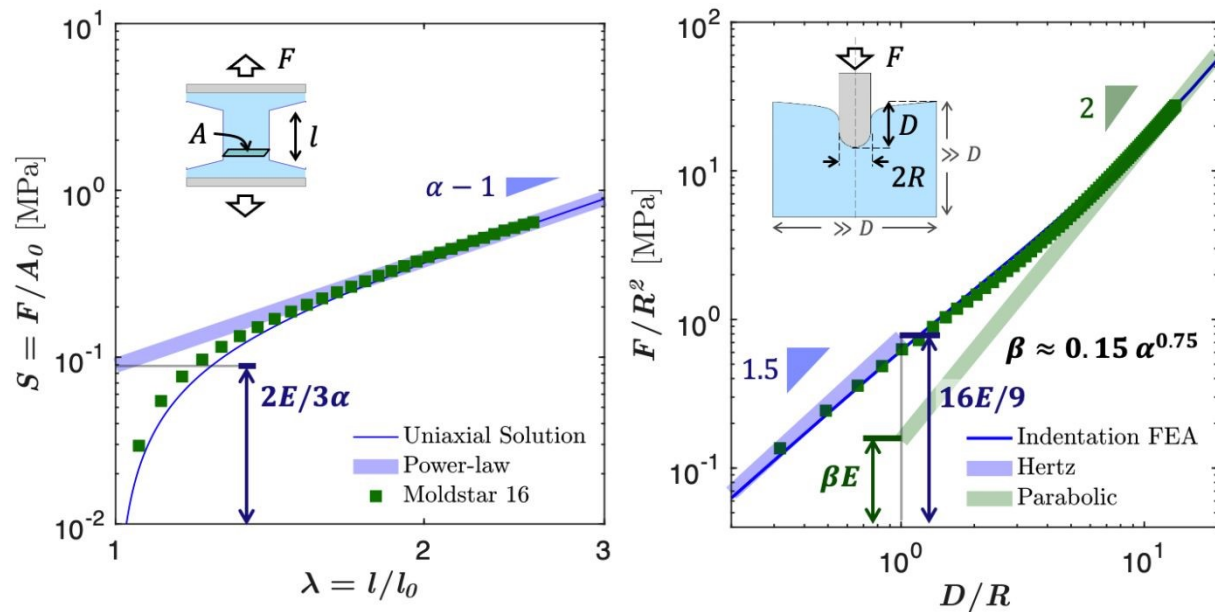 10^1
10^0
10^-1
10^-2
S = F/A_0 [MPa]
F
A
l
α − 1
2E/3α
Uniaxial Solution
Power-law
Moldstar 16
1
2
3
λ = l/l_0
10^2
10^1
10^0
10^-1
F/R^2 [MPa]
F
D
≫ D
2R
≫ D
2
1.5
β ≈ 0.15 α^0.75
16E/9
βE
Indentation FEA
Hertz
Parabolic
10^0
10^1
D/R